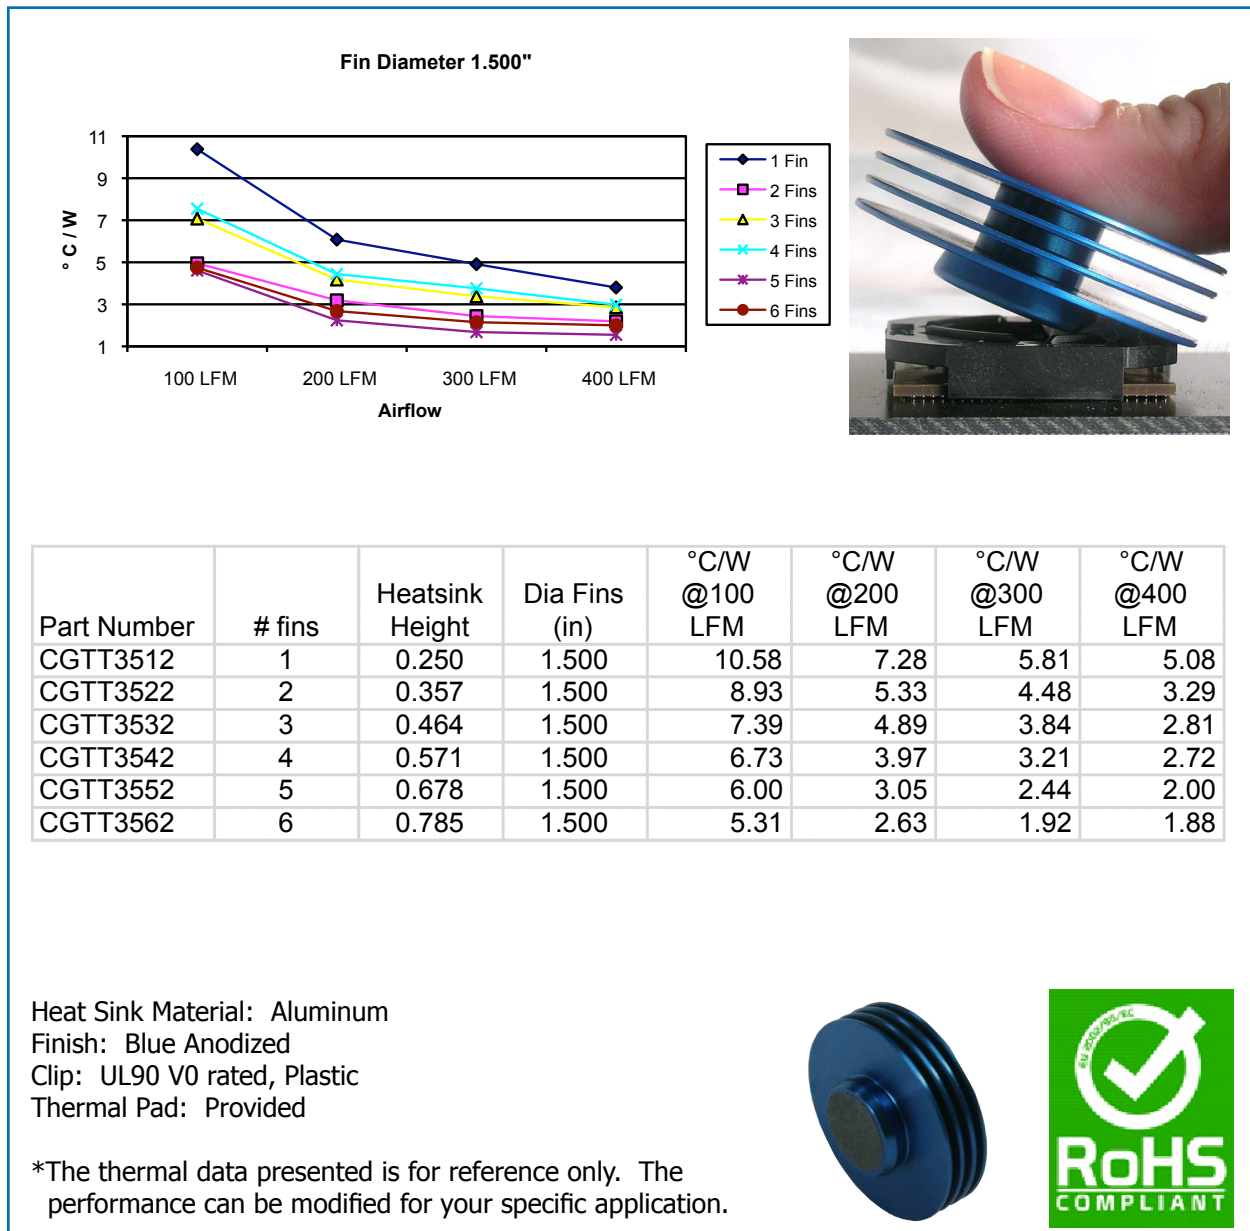 Fin Diameter 1.500"
11
9
7
5
3
1
° C / W
100 LFM 200 LFM 300 LFM 400 LFM
Airflow
1 Fin
2 Fins
3 Fins
4 Fins
5 Fins
6 Fins
Part Number # fins Heatsink Height Dia Fins (in) °C/W @100 LFM °C/W @200 LFM °C/W @300 LFM °C/W @400 LFM
CGTT3512 1 0.250 1.500 10.58 7.28 5.81 5.08
CGTT3522 2 0.357 1.500 8.93 5.33 4.48 3.29
CGTT3532 3 0.464 1.500 7.39 4.89 3.84 2.81
CGTT3542 4 0.571 1.500 6.73 3.97 3.21 2.72
CGTT3552 5 0.678 1.500 6.00 3.05 2.44 2.00
CGTT3562 6 0.785 1.500 5.31 2.63 1.92 1.88
Heat Sink Material: Aluminum
Finish: Blue Anodized
Clip: UL90 V0 rated, Plastic
Thermal Pad: Provided
*The thermal data presented is for reference only. The
performance can be modified for your specific application.
EU 2002/95/EC
RoHS
COMPLIANT